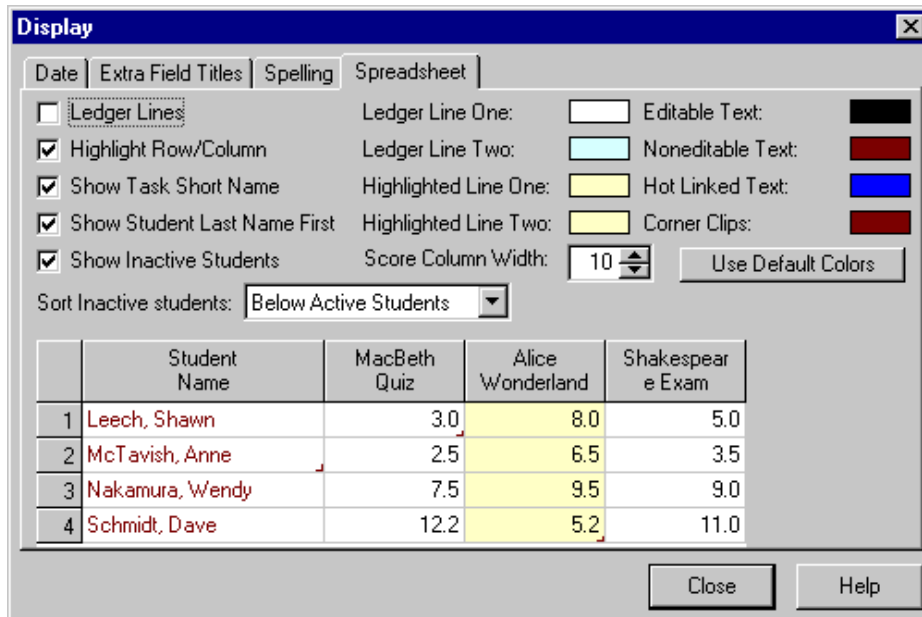 Display
Date Extra Field Titles Spelling Spreadsheet
Ledger Lines Ledger Line One: Editable Text:
Highlight Row/Column Ledger Line Two: Noneditable Text:
Show Task Short Name Highlighted Line One: Hot Linked Text:
Show Student Last Name First Highlighted Line Two: Corner Clips:
Show Inactive Students Score Column Width: 10 Use Default Colors
Sort Inactive students: Below Active Students
Student MacBeth Alice Shakespear
Name Quiz Wonderland e Exam
1 Leech, Shawn 3.0 8.0 5.0
2 McTavish, Anne 2.5 6.5 3.5
3 Nakamura, Wendy 7.5 9.5 9.0
4 Schmidt, Dave 12.2 5.2 11.0
Close Help